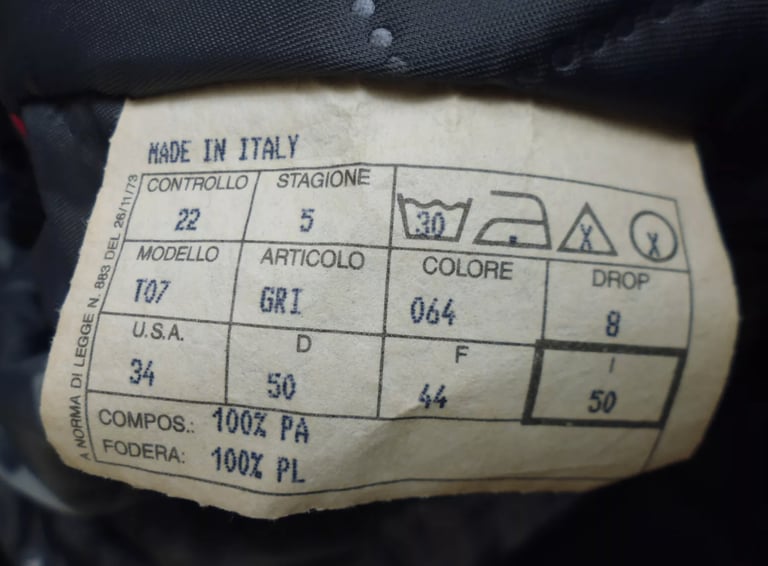 MADE IN ITALY
CONTROLLO STAGIONE
22 5 30 X X
MODELLO ARTICOLO COLORE DROP
T07 GRI 064 8
U.S.A. D F I
34 50 44 50
COMPOS.: 100% PA
FODERA: 100% PL
A NORMA DI LEGGE N. 883 DEL 26/11/73